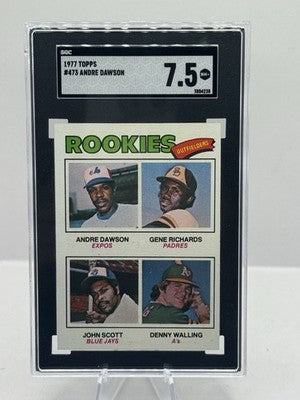 SGC
1977 TOPPS
#473 ANDRE DAWSON
7.5
ROOKIES
OUTFIELDERS
ANDRE DAWSON
EXPOS
GENE RICHARDS
PADRES
JOHN SCOTT
BLUE JAYS
DENNY WALLING
A's